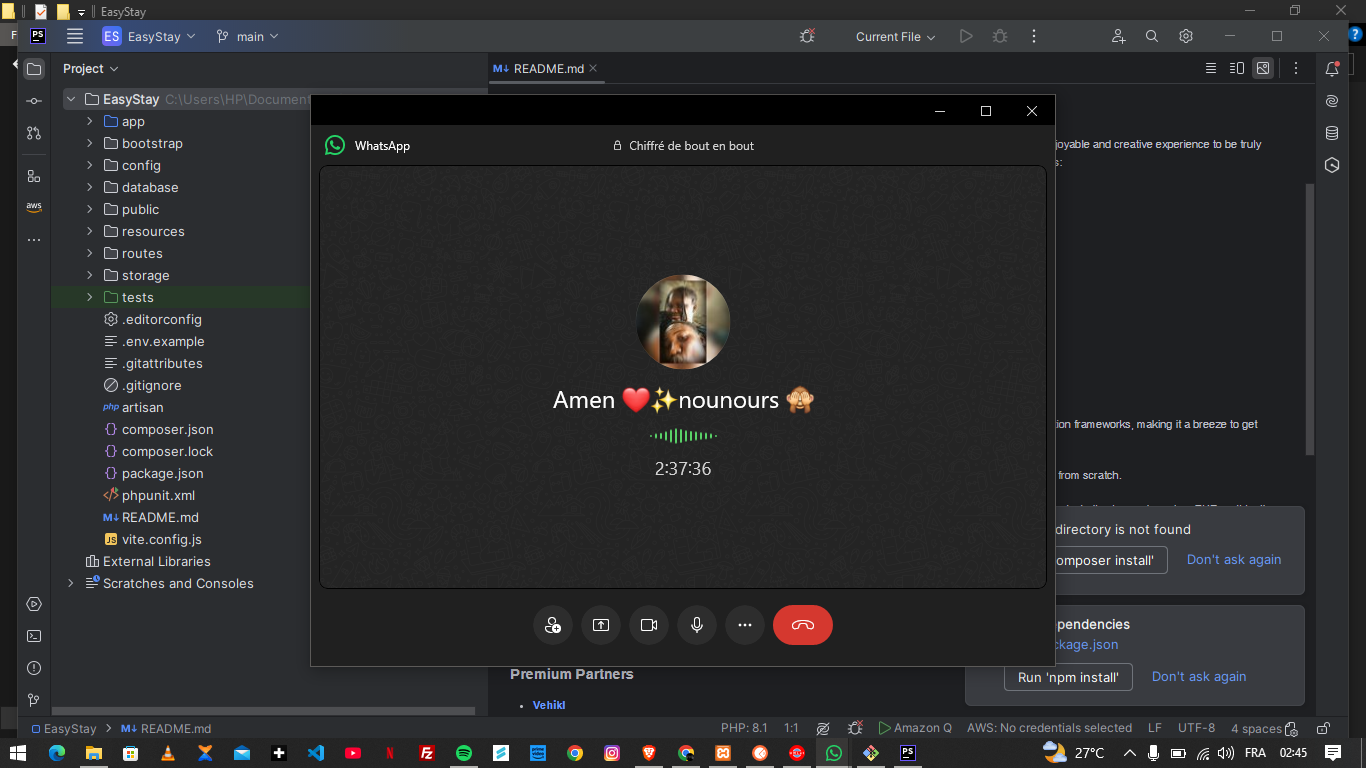 EasyStay
F
PS
ES EasyStay
main
Current File
Project
M↓ README.md
EasyStay C:\Users\HP\Document
app
bootstrap
config
database
public
resources
routes
storage
tests
.editorconfig
.env.example
.gitattributes
.gitignore
php artisan
{} composer.json
{} composer.lock
{} package.json
phpunit.xml
M↓ README.md
JS vite.config.js
External Libraries
Scratches and Consoles
aws
WhatsApp
Chiffré de bout en bout
Amen ❤️✨nounours 🙈
2:37:36
joyable and creative experience to be truly
s:
tion frameworks, making it a breeze to get
from scratch.
directory is not found
omposer install'
Don't ask again
pendencies
ckage.json
Run 'npm install'
Don't ask again
Premium Partners
• Vehikl
EasyStay > M↓ README.md
PHP: 8.1
1:1
Amazon Q
AWS: No credentials selected
LF
UTF-8
4 spaces
27°C
FRA
02:45